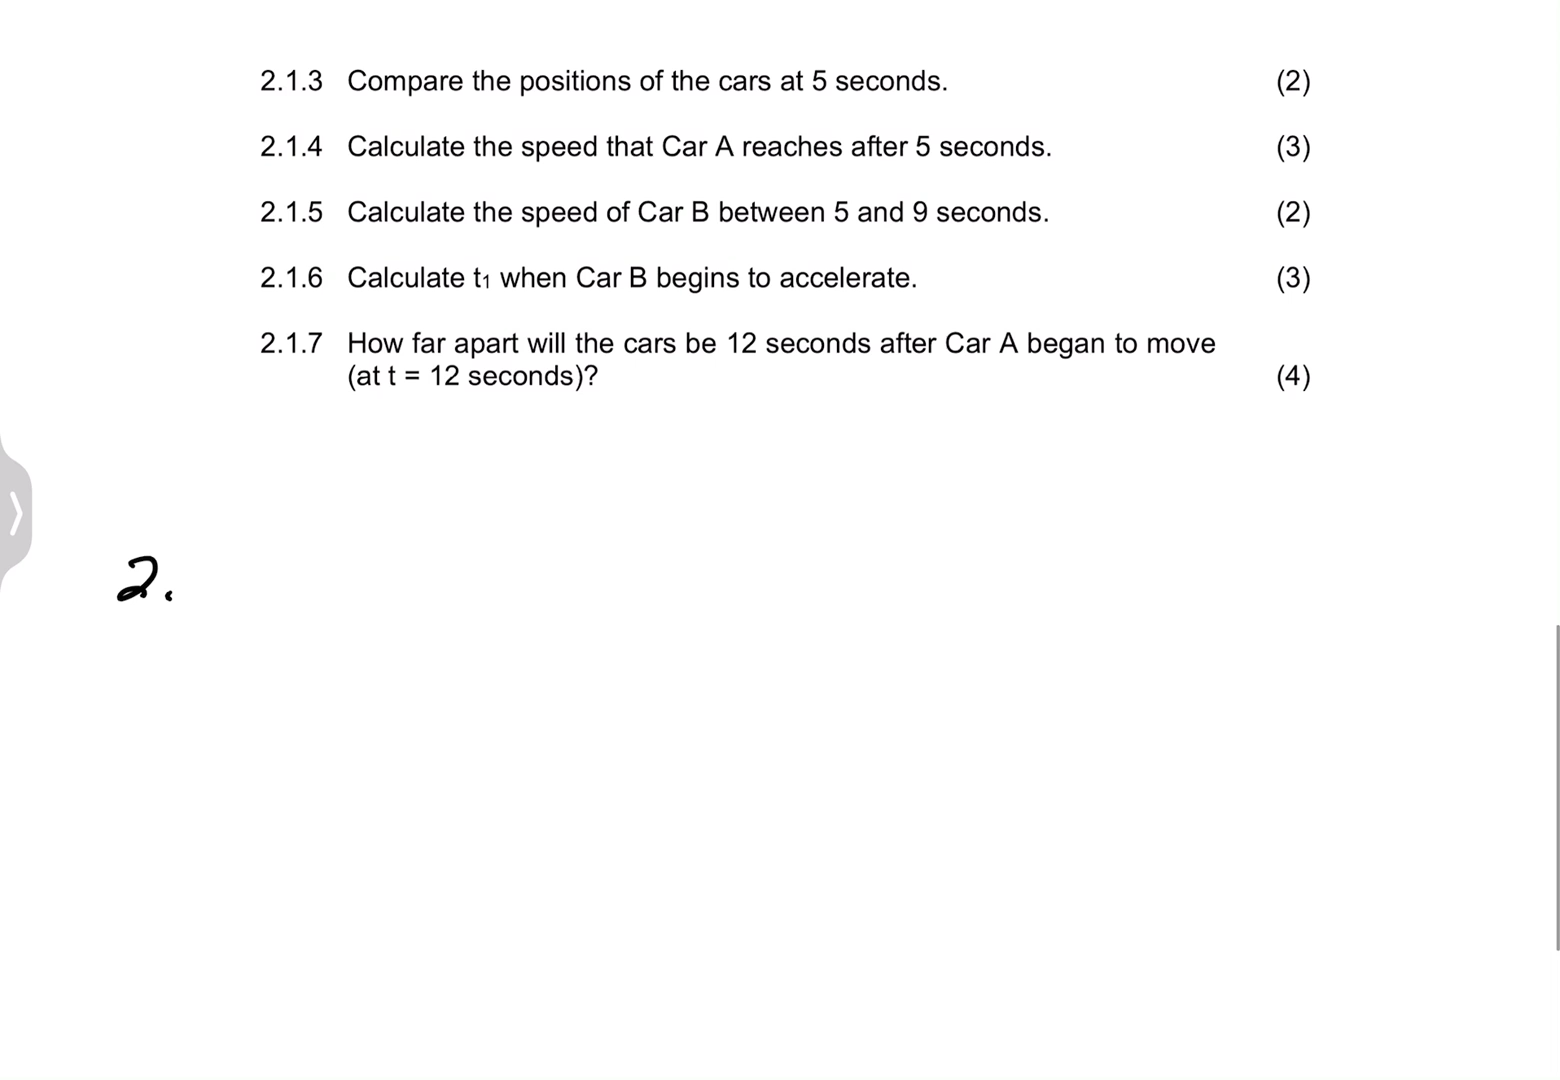 2.1.3 Compare the positions of the cars at 5 seconds. (2)
2.1.4 Calculate the speed that Car A reaches after 5 seconds. (3)
2.1.5 Calculate the speed of Car B between 5 and 9 seconds. (2)
2.1.6 Calculate t₁ when Car B begins to accelerate. (3)
2.1.7 How far apart will the cars be 12 seconds after Car A began to move
(at t = 12 seconds)? (4)
2.